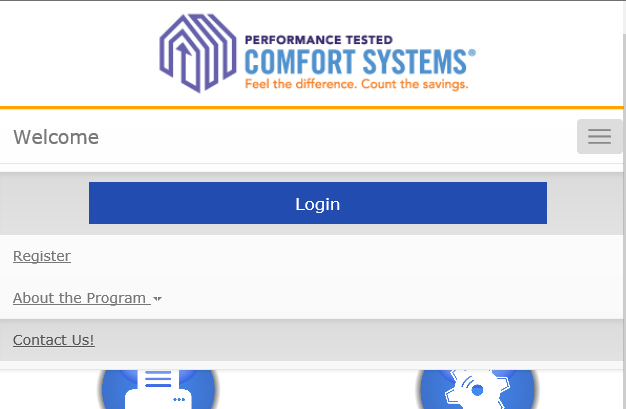 PERFORMANCE TESTED
COMFORT SYSTEMS®
Feel the difference. Count the savings.
Welcome
Login
Register
About the Program
Contact Us!